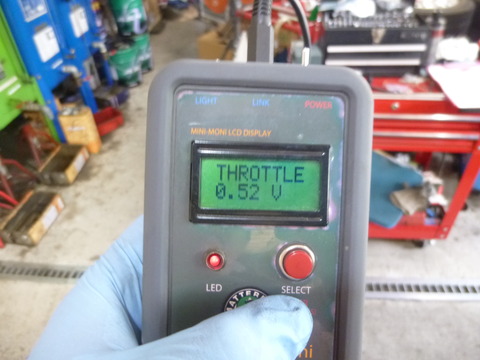 LIGHT LINK POWER
MINI-MONI LCD DISPLAY
THROTTLE
0.52 V
LED SELECT